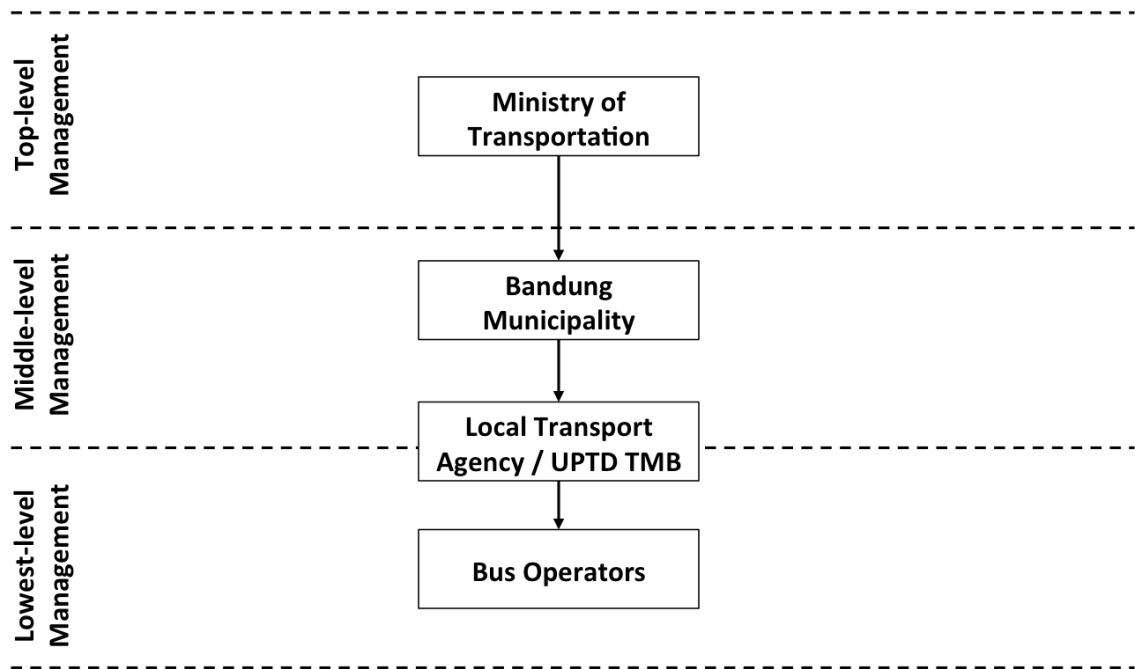 Top-level
Management
Ministry of
Transportation
Middle-level
Management
Bandung
Municipality
Local Transport
Agency / UPTD TMB
Lowest-level
Management
Bus Operators